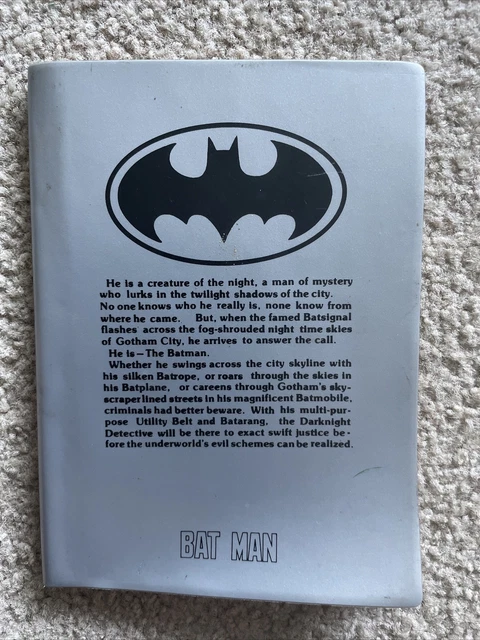 He is a creature of the night, a man of mystery
who lurks in the twilight shadows of the city.
No one knows who he really is, none know from
where he came. But, when the famed Batsignal
flashes across the fog-shrouded night time skies
of Gotham City, he arrives to answer the call.
He is—The Batman.
Whether he swings across the city skyline with
his silken Batrope, or roars through the skies in
his Batplane, or careens through Gotham's sky-
scraperlined streets in his magnificent Batmobile,
criminals had better beware. With his multi-pur-
pose Utility Belt and Batarang, the Darknight
Detective will be there to exact swift justice be-
fore the underworld's evil schemes can be realized.
BAT MAN